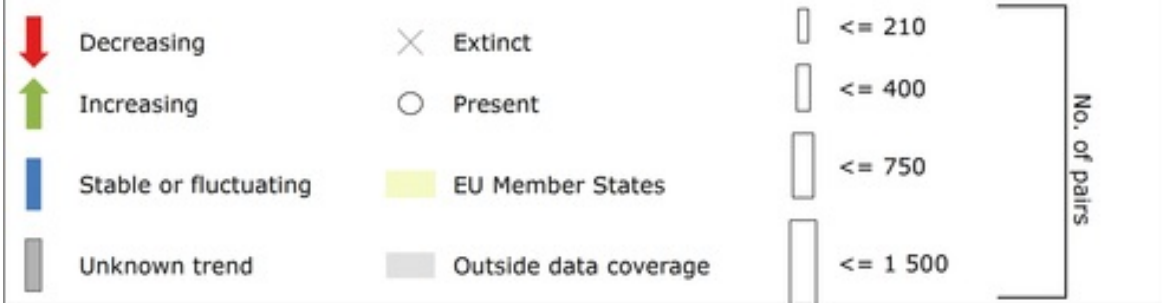 Decreasing
Increasing
Stable or fluctuating
Unknown trend
Extinct
Present
EU Member States
Outside data coverage
<= 210
<= 400
<= 750
<= 1 500
No. of pairs